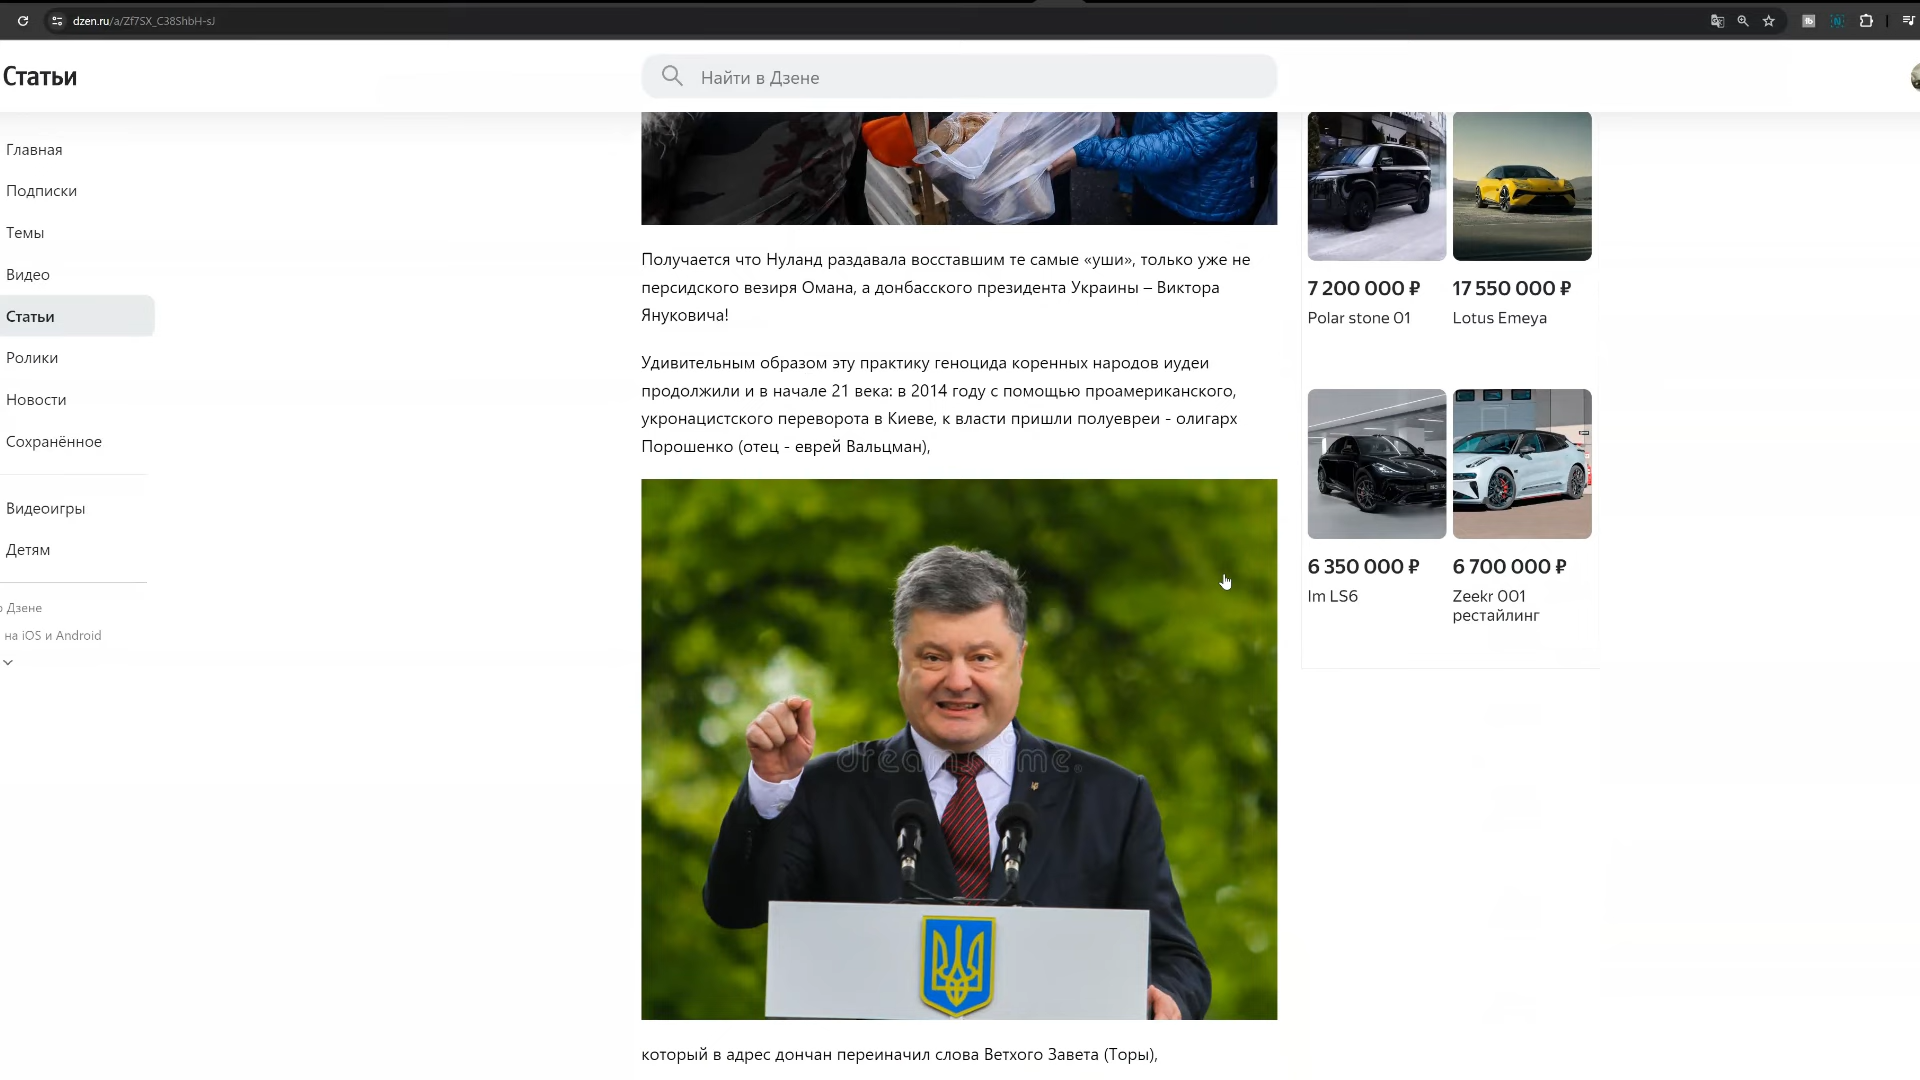 dzen.ru/a/Zf7SX_C38ShbH-sJ
Статьи
Найти в Дзене
Главная
Подписки
Темы
Видео
Статьи
Ролики
Новости
Сохранённое
Видеоигры
Детям
о Дзене
на iOS и Android
Получается что Нуланд раздавала восставшим те самые «уши», только уже не
персидского везиря Омана, а донбасского президента Украины – Виктора
Януковича!
Удивительным образом эту практику геноцида коренных народов иудеи
продолжили и в начале 21 века: в 2014 году с помощью проамериканского,
укронацистского переворота в Киеве, к власти пришли полуевреи - олигарх
Порошенко (отец - еврей Вальцман),
dreamstime.
который в адрес дончан переиначил слова Ветхого Завета (Торы),
7 200 000 ₽
Polar stone 01
17 550 000 ₽
Lotus Emeya
6 350 000 ₽
Im LS6
6 700 000 ₽
Zeekr 001
рестайлинг